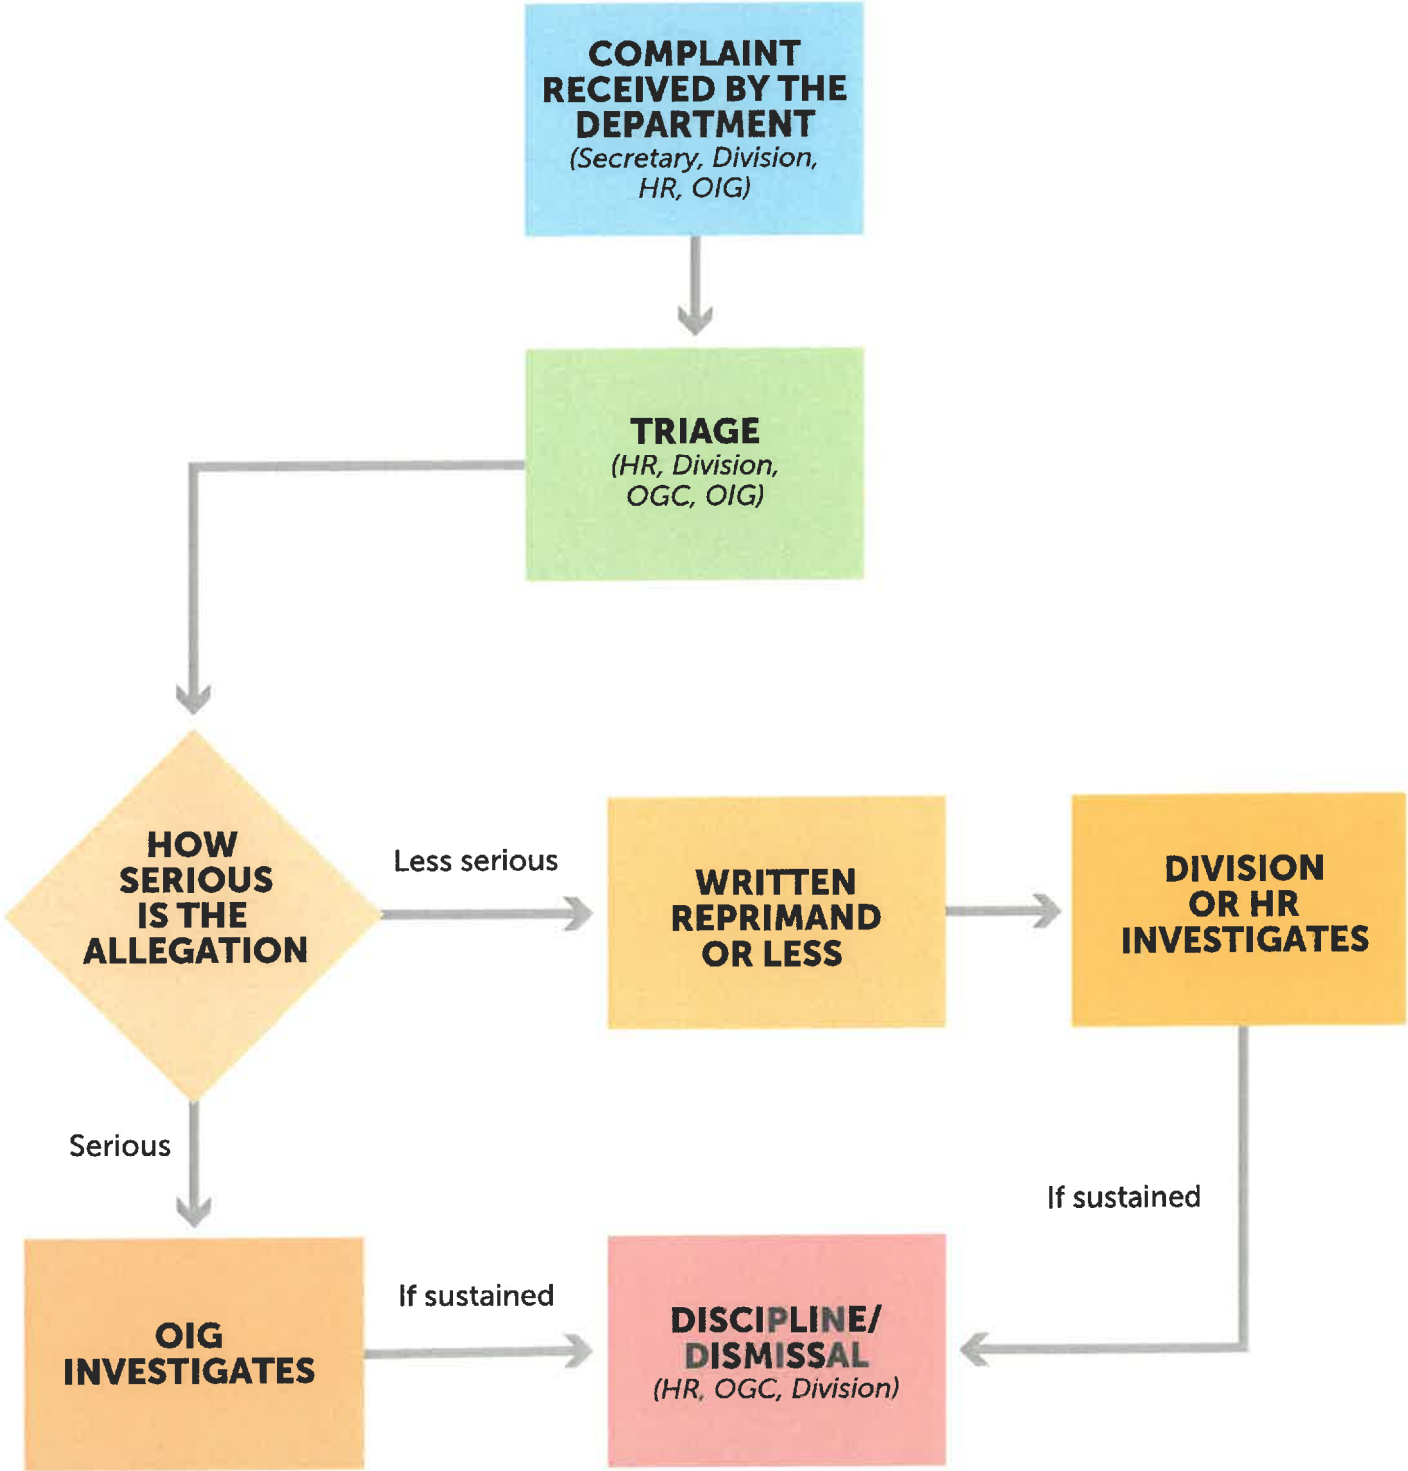 COMPLAINT
RECEIVED BY THE
DEPARTMENT
(Secretary, Division,
HR, OIG)
TRIAGE
(HR, Division,
OGC, OIG)
HOW
SERIOUS
IS THE
ALLEGATION
Less serious
WRITTEN
REPRIMAND
OR LESS
DIVISION
OR HR
INVESTIGATES
Serious
If sustained
OIG
INVESTIGATES
If sustained
DISCIPLINE/
DISMISSAL
(HR, OGC, Division)